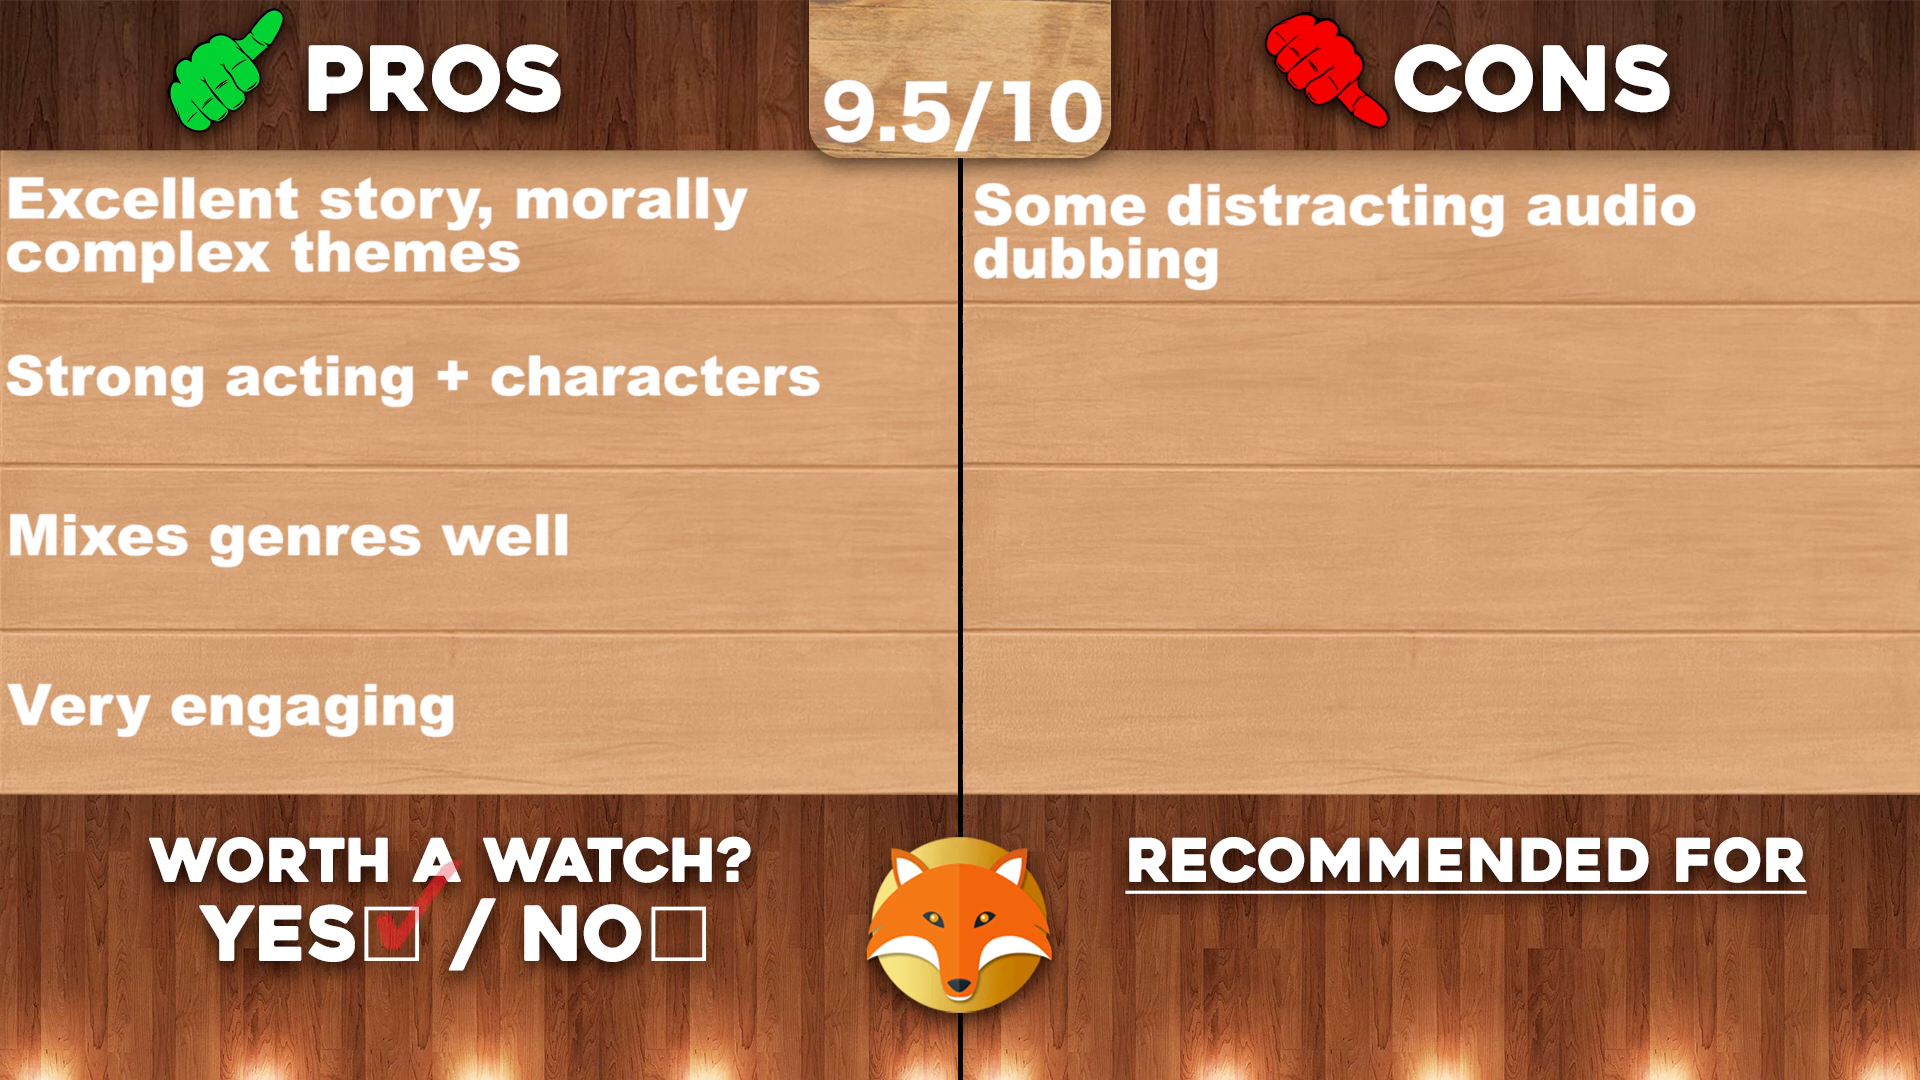 PROS
9.5/10
CONS
Excellent story, morally
complex themes
Strong acting + characters
Mixes genres well
Very engaging
Some distracting audio
dubbing
WORTH A WATCH?
YES / NO
RECOMMENDED FOR